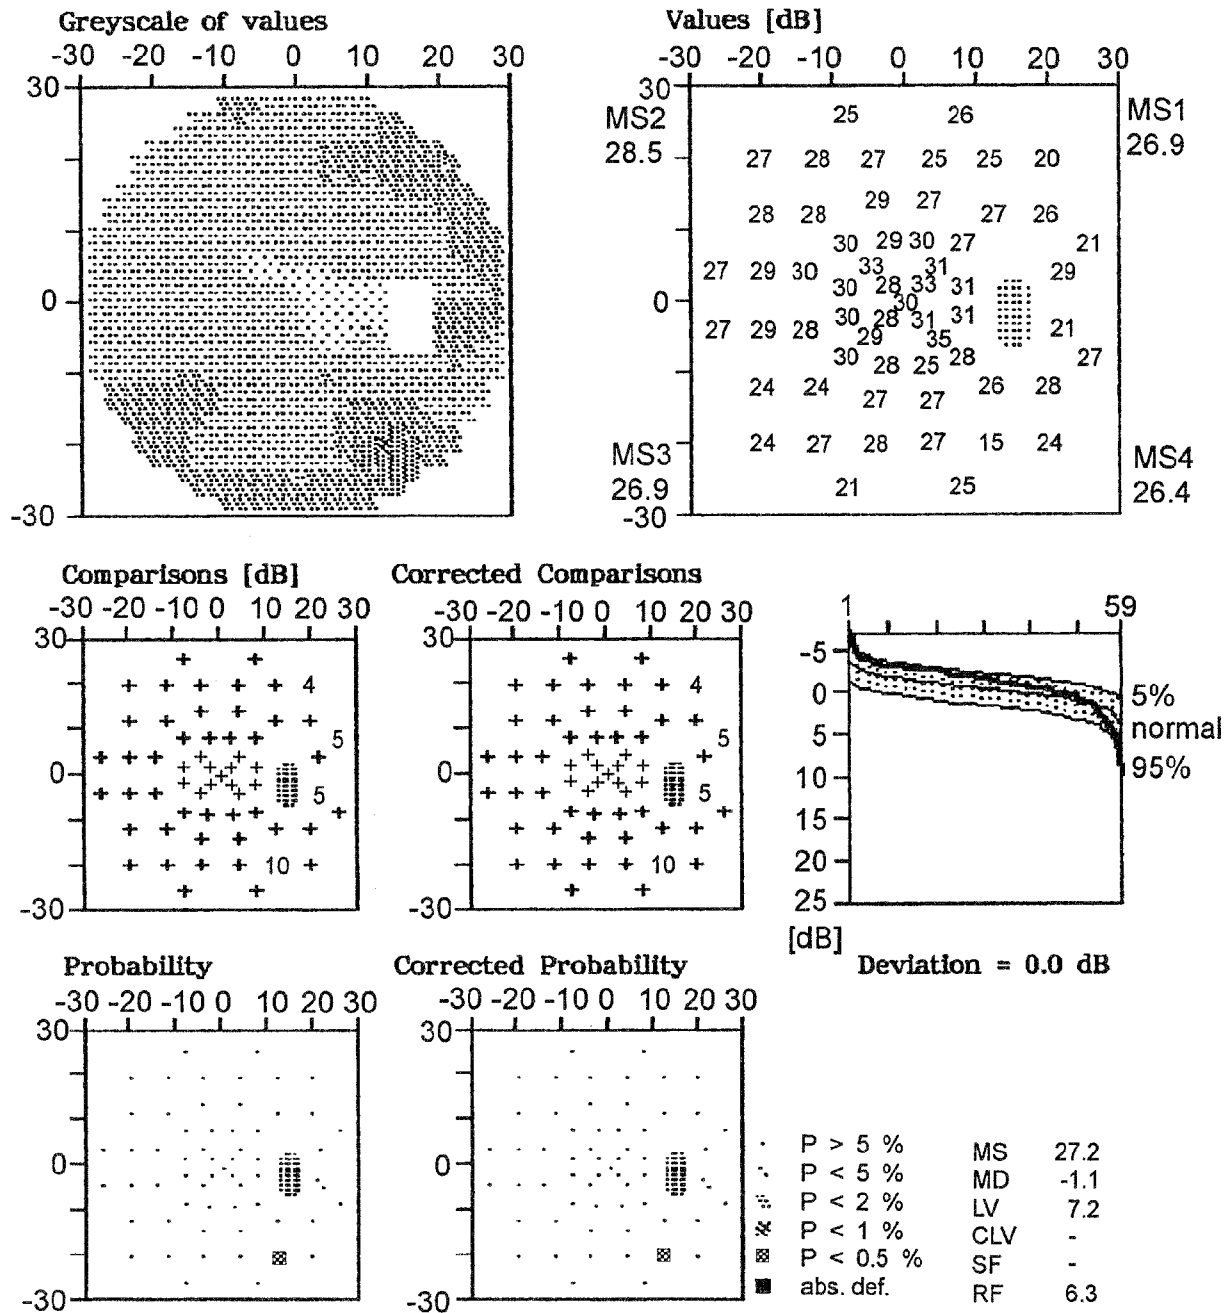 Greyscale of values
-30 -20 -10 0 10 20 30
30
0
-30
Values [dB]
-30 -20 -10 0 10 20 30
30
0
-30
MS2
28.5
MS1
26.9
MS3
26.9
MS4
26.4
25 26
27 28 27 25 25 20
29 27
28 28 27 26
30 29 30 27 21
33 31
27 29 30 29
30 28 33 31
30
30 28 31 31
27 29 28 29 35 21
30 28 25 28 27
24 24 26 28
27 27
24 27 28 27 15 24
21 25
Comparisons [dB]
-30 -20 -10 0 10 20 30
30
0
-30
4
5
5
10
Corrected Comparisons
-30 -20 -10 0 10 20 30
30
0
-30
4
5
5
10
1 59
-5
0
5
10
15
20
25
[dB]
5%
normal
95%
Deviation = 0.0 dB
Probability
-30 -20 -10 0 10 20 30
30
0
-30
Corrected Probability
-30 -20 -10 0 10 20 30
30
0
-30
P > 5 %
P < 5 %
P < 2 %
P < 1 %
P < 0.5 %
abs. def.
MS 27.2
MD -1.1
LV 7.2
CLV -
SF -
RF 6.3